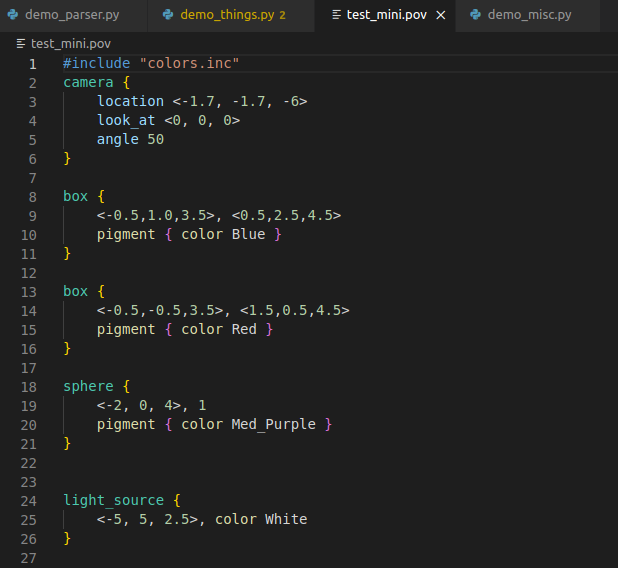 demo_parser.py demo_things.py 2 test_mini.pov demo_misc.py
test_mini.pov
1 #include "colors.inc"
2 camera {
3     location <-1.7, -1.7, -6>
4     look_at <0, 0, 0>
5     angle 50
6 }
7
8 box {
9     <-0.5,1.0,3.5>, <0.5,2.5,4.5>
10     pigment { color Blue }
11 }
12
13 box {
14     <-0.5,-0.5,3.5>, <1.5,0.5,4.5>
15     pigment { color Red }
16 }
17
18 sphere {
19     <-2, 0, 4>, 1
20     pigment { color Med_Purple }
21 }
22
23
24 light_source {
25     <-5, 5, 2.5>, color White
26 }
27